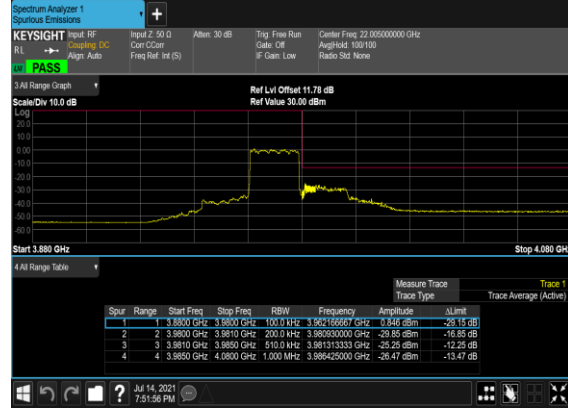 Spectrum Analyzer 1
Spurious Emissions
KEYSIGHT Input: RF Input Z: 50 Ω Atten: 30 dB Trig: Free Run Center Freq: 22.005000000 GHz
RL Coupling: DC Corr CCorr Gate: Off Avg|Hold: 100/100
Align: Auto Freq Ref: Int (S) IF Gain: Low Radio Std: None
PASS
3 All Range Graph
Ref Lvl Offset 11.78 dB
Scale/Div 10.0 dB Ref Value 30.00 dBm
Log
20.0
10.0
0.00
-10.0
-20.0
-30.0
-40.0
-50.0
-60.0
Start 3.880 GHz Stop 4.080 GH
4 All Range Table
Measure Trace Trace 1
Trace Type Trace Average (Active)
Spur Range Start Freq Stop Freq RBW Frequency Amplitude ΔLimit
1 1 3.8800 GHz 3.9800 GHz 100.0 kHz 3.962166667 GHz 0.846 dBm -29.15 dB
2 2 3.9800 GHz 3.9810 GHz 200.0 kHz 3.980930000 GHz -29.85 dBm -16.85 dB
3 3 3.9810 GHz 3.9850 GHz 510.0 kHz 3.981313333 GHz -25.25 dBm -12.25 dB
4 4 3.9850 GHz 4.0800 GHz 1.000 MHz 3.986425000 GHz -26.47 dBm -13.47 dB
? Jul 14, 2021
7:51:56 PM